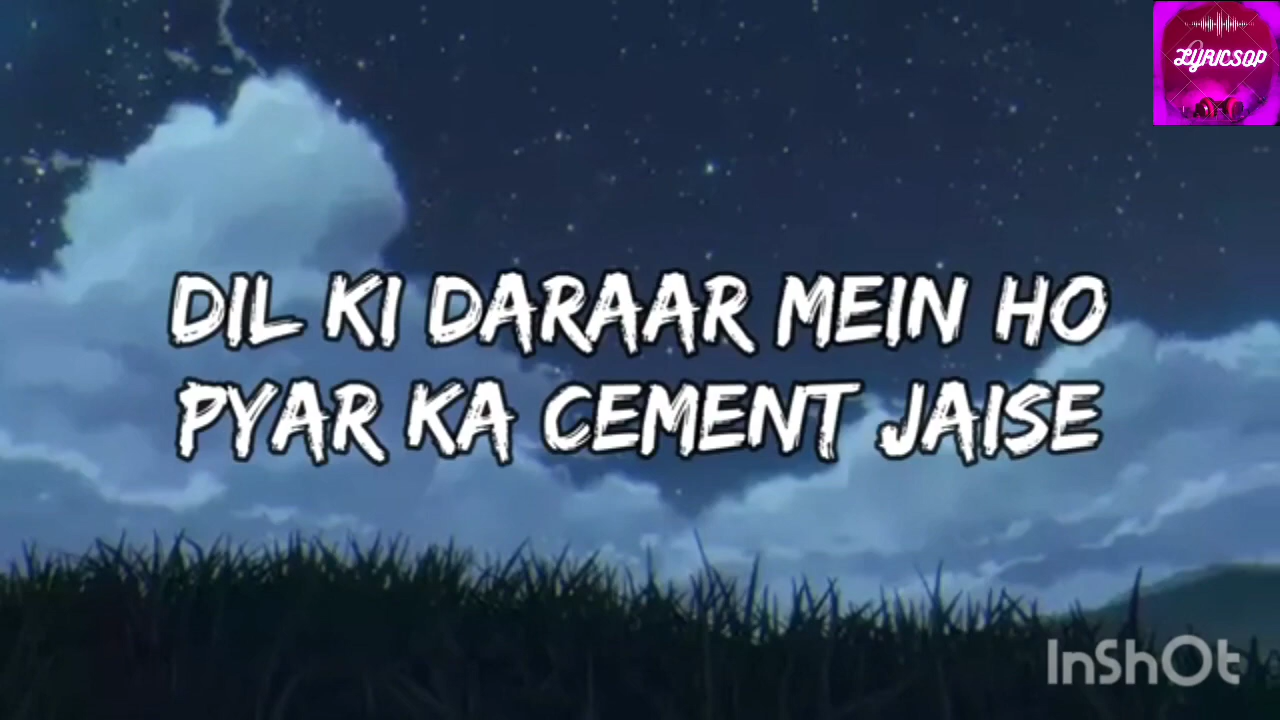 LYRICSOP
DIL KI DARAAR MEIN HO
PYAR KA CEMENT JAISE
InShOt